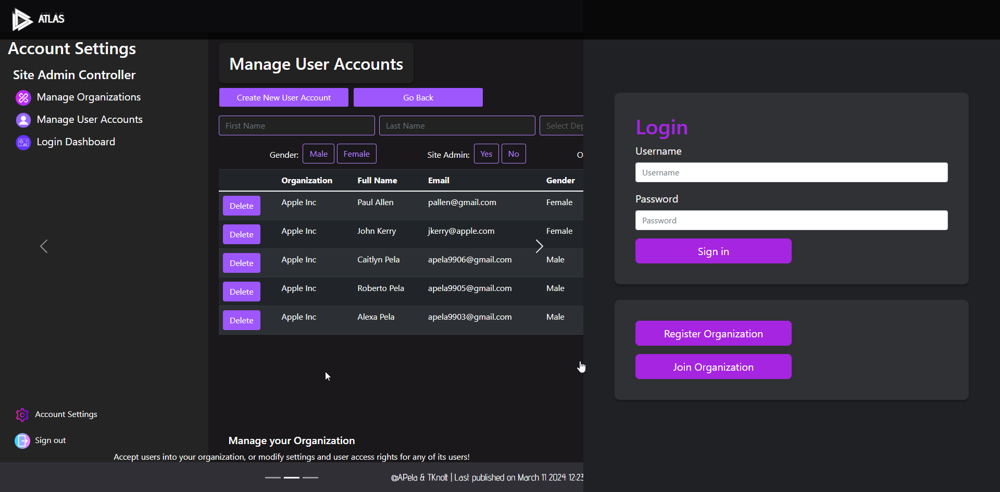 ATLAS
Account Settings
Site Admin Controller
Manage Organizations
Manage User Accounts
Login Dashboard
Account Settings
Sign out
Manage User Accounts
Create New User Account Go Back
First Name Last Name Select Dep
Gender: Male Female Site Admin: Yes No O
Organization Full Name Email Gender
Delete Apple Inc Paul Allen pallen@gmail.com Female
Delete Apple Inc John Kerry jkerry@apple.com Female
Delete Apple Inc Caitlyn Pela apela9906@gmail.com Male
Delete Apple Inc Roberto Pela apela9905@gmail.com Male
Delete Apple Inc Alexa Pela apela9903@gmail.com Male
Manage your Organization
Accept users into your organization, or modify settings and user access rights for any of its users!
@APela & TKnott | Last published on March 11 2024 12:23
Login
Username
Username
Password
Password
Sign in
Register Organization
Join Organization